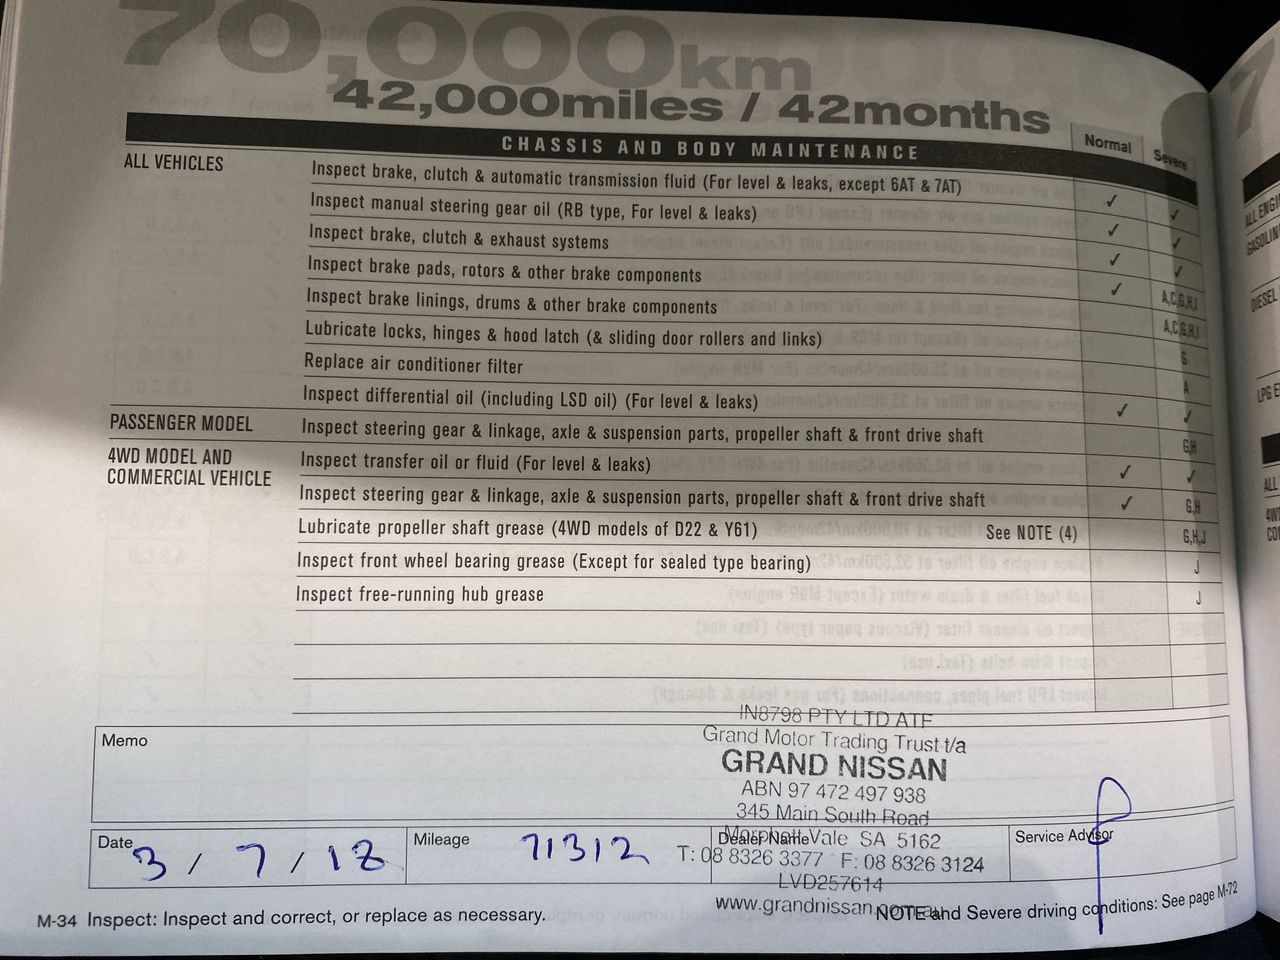 70,000km
42,000miles / 42months
CHASSIS AND BODY MAINTENANCE Normal Severe
ALL VEHICLES Inspect brake, clutch & automatic transmission fluid (For level & leaks, except 6AT & 7AT) ✓ ✓
Inspect manual steering gear oil (RB type, For level & leaks) ✓ ✓
Inspect brake, clutch & exhaust systems ✓ ✓
Inspect brake pads, rotors & other brake components ✓ A,C,G,H,I
Inspect brake linings, drums & other brake components A,C,G,H,I
Lubricate locks, hinges & hood latch (& sliding door rollers and links) G
Replace air conditioner filter A
Inspect differential oil (including LSD oil) (For level & leaks) ✓ ✓
PASSENGER MODEL Inspect steering gear & linkage, axle & suspension parts, propeller shaft & front drive shaft G,H
4WD MODEL AND Inspect transfer oil or fluid (For level & leaks) ✓ ✓
COMMERCIAL VEHICLE Inspect steering gear & linkage, axle & suspension parts, propeller shaft & front drive shaft ✓ G,H
Lubricate propeller shaft grease (4WD models of D22 & Y61) See NOTE (4) G,H,J
Inspect front wheel bearing grease (Except for sealed type bearing) J
Inspect free-running hub grease J
Memo
IN8798 PTY LTD ATF
Grand Motor Trading Trust t/a
GRAND NISSAN
ABN 97 472 497 938
345 Main South Road
Morphett Vale SA 5162
T: 08 8326 3377 F: 08 8326 3124
LVD257614
www.grandnissan.com.au
Date 3 / 7 / 18 Mileage 71312 Dealer Name Service Advisor
M-34 Inspect: Inspect and correct, or replace as necessary. NOTE and Severe driving conditions: See page M-72
ALL ENGI
GASOLIN
DIESEL
LPG E
ALL
4W
CO